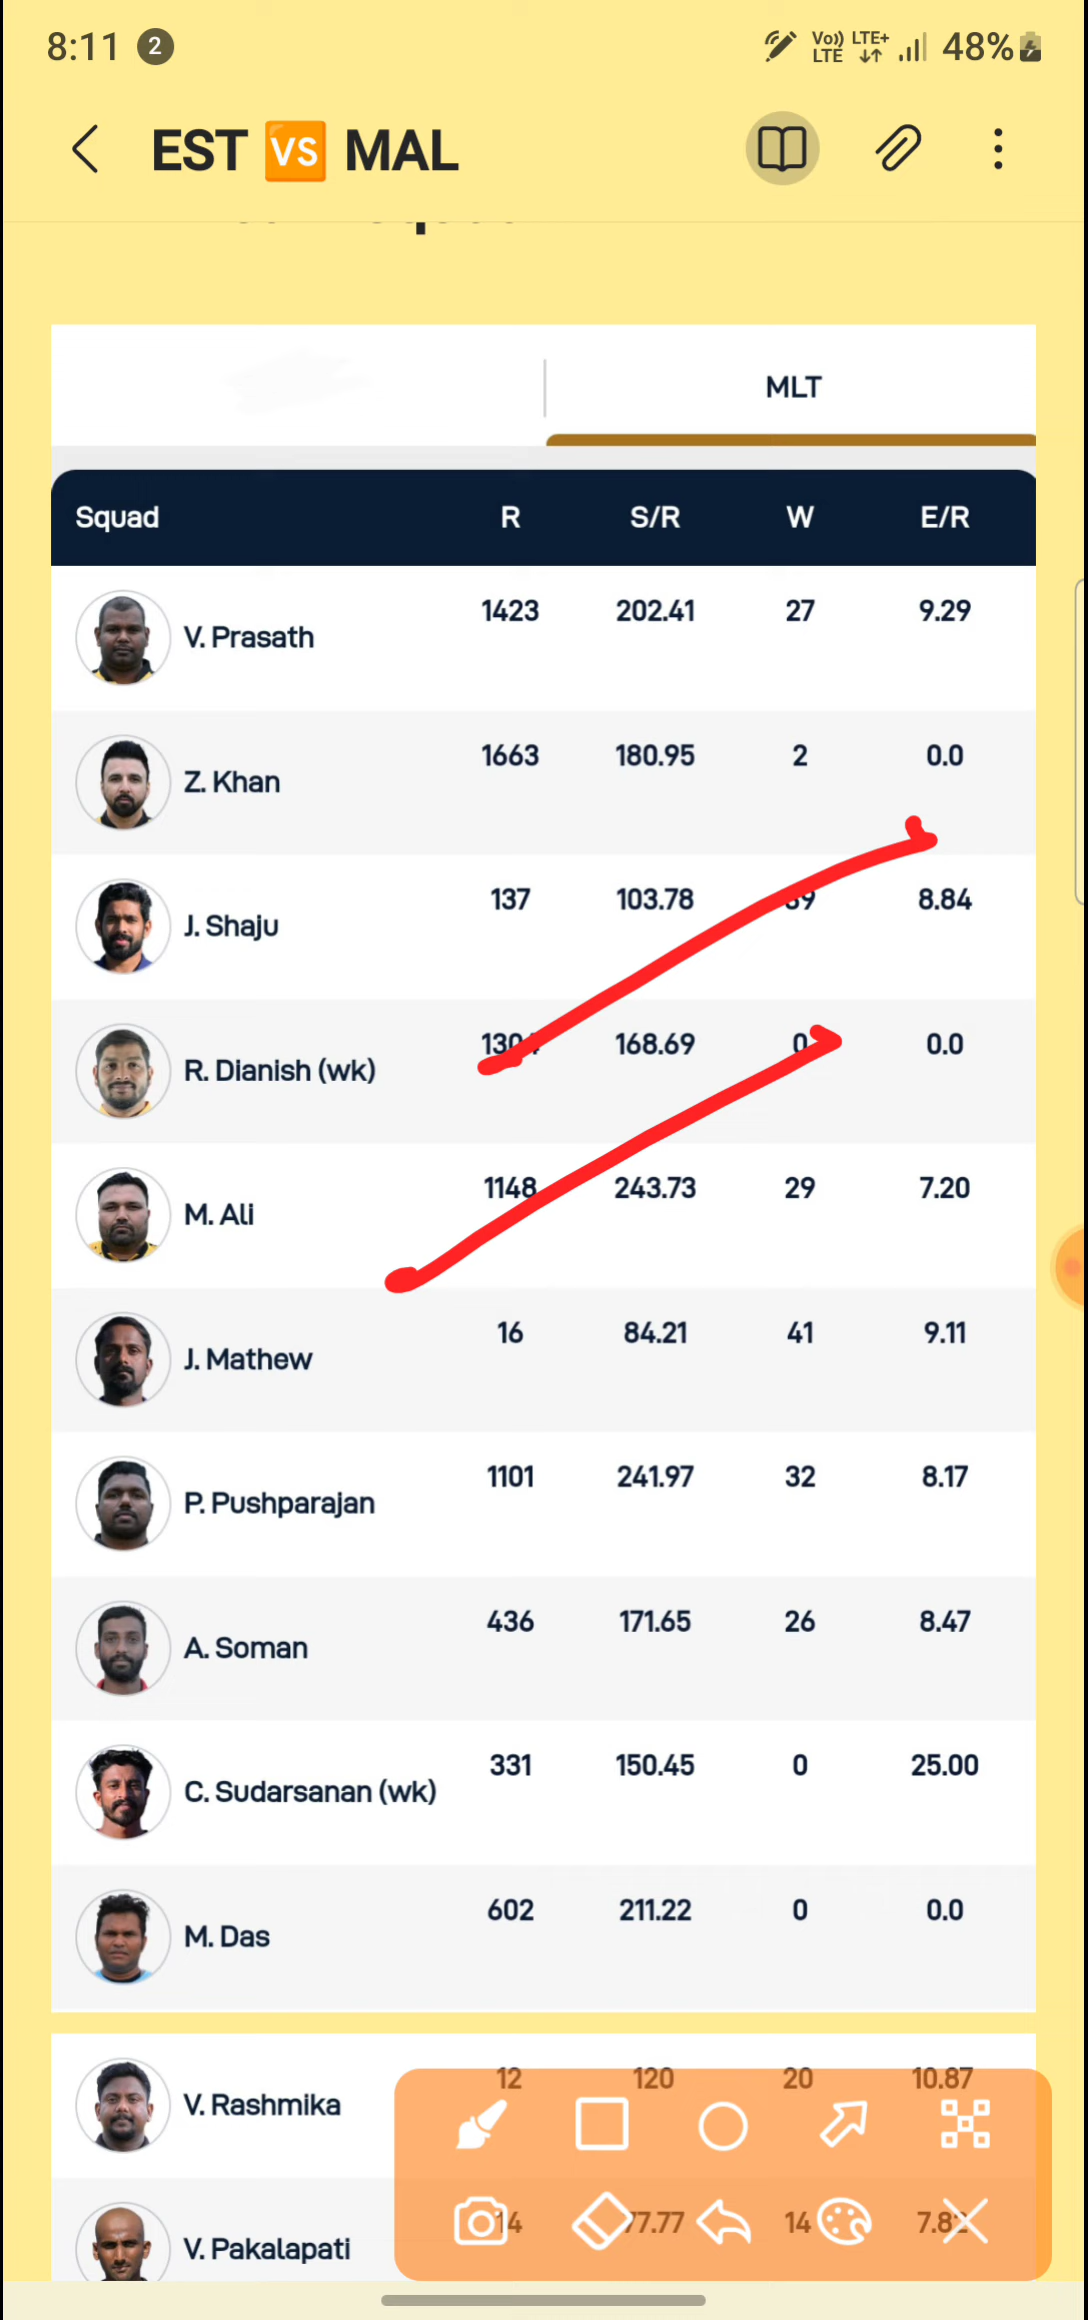 8:11 2 Vo)) LTE LTE+ 48%
EST VS MAL
MLT
Squad R S/R W E/R
V. Prasath 1423 202.41 27 9.29
Z. Khan 1663 180.95 2 0.0
J. Shaju 137 103.78 8.84
R. Dianish (wk) 168.69 0 0.0
M. Ali 1148 243.73 29 7.20
J. Mathew 16 84.21 41 9.11
P. Pushparajan 1101 241.97 32 8.17
A. Soman 436 171.65 26 8.47
C. Sudarsanan (wk) 331 150.45 0 25.00
M. Das 602 211.22 0 0.0
V. Rashmika 12 120 20 10.87
V. Pakalapati 14